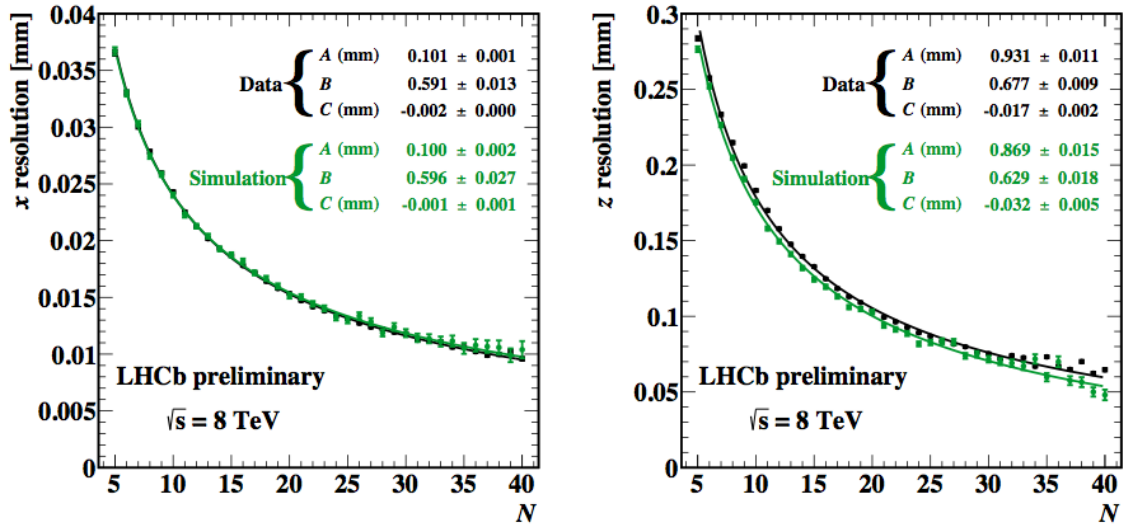 x resolution [mm]
0.04
0.035
0.03
0.025
0.02
0.015
0.01
0.005
0
Data
A (mm) 0.101 ± 0.001
B 0.591 ± 0.013
C (mm) -0.002 ± 0.000
Simulation
A (mm) 0.100 ± 0.002
B 0.596 ± 0.027
C (mm) -0.001 ± 0.001
LHCb preliminary
√s = 8 TeV
5 10 15 20 25 30 35 40
N
z resolution [mm]
0.3
0.25
0.2
0.15
0.1
0.05
0
Data
A (mm) 0.931 ± 0.011
B 0.677 ± 0.009
C (mm) -0.017 ± 0.002
Simulation
A (mm) 0.869 ± 0.015
B 0.629 ± 0.018
C (mm) -0.032 ± 0.005
LHCb preliminary
√s = 8 TeV
5 10 15 20 25 30 35 40
N